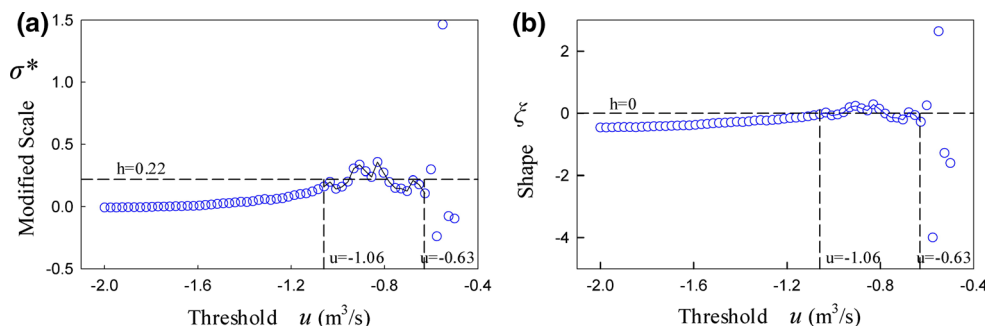 (a)
1.5
σ*
1.0
Modified Scale
0.5
h=0.22
0.0
u=-1.06
u=-0.63
-0.5
-2.0 -1.6 -1.2 -0.8 -0.4
Threshold u (m³/s)
(b)
2
ξ
h=0
0
Shape
-2
-4
u=-1.06
u=-0.63
-2.0 -1.6 -1.2 -0.8 -0.4
Threshold u (m³/s)